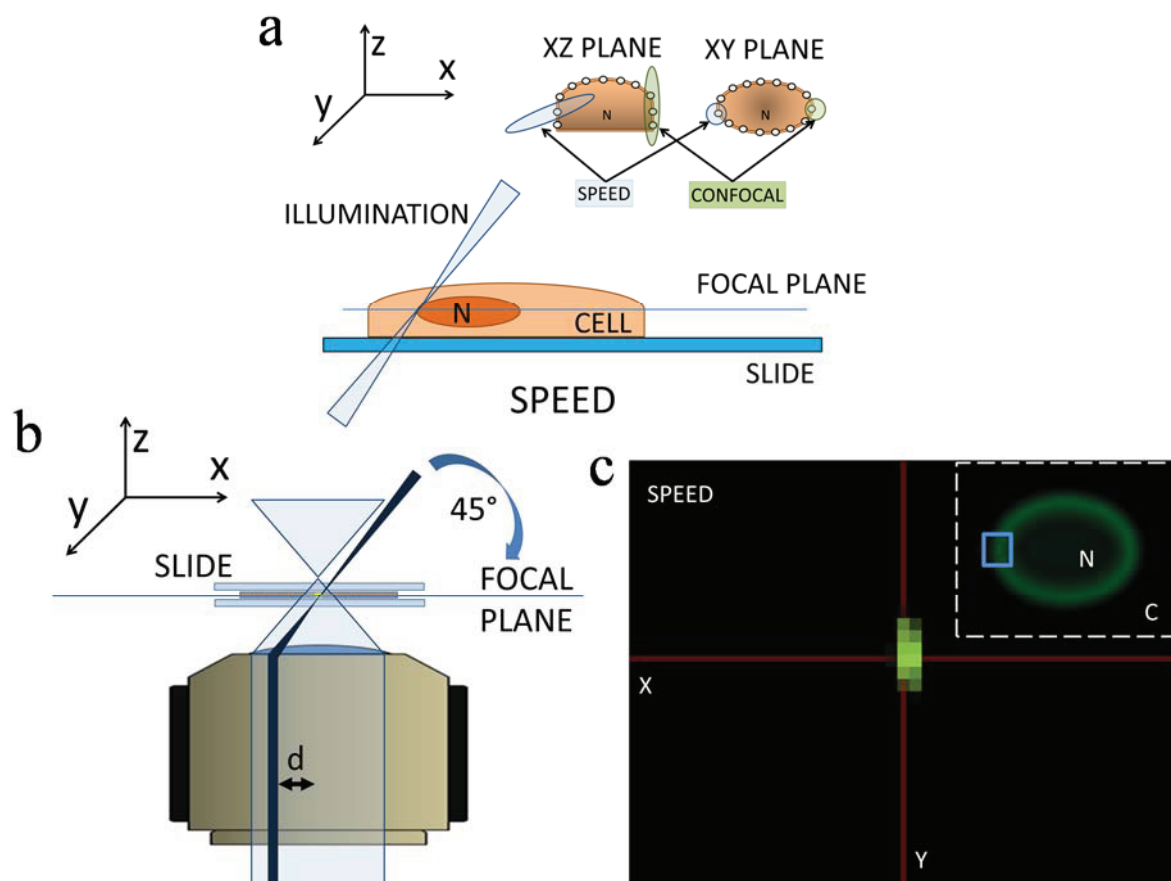 a
z
x
y
XZ PLANE
XY PLANE
N
N
SPEED
CONFOCAL
ILLUMINATION
FOCAL PLANE
N
CELL
SLIDE
SPEED
b
z
x
y
45°
SLIDE
FOCAL
PLANE
d
c
SPEED
N
C
X
Y